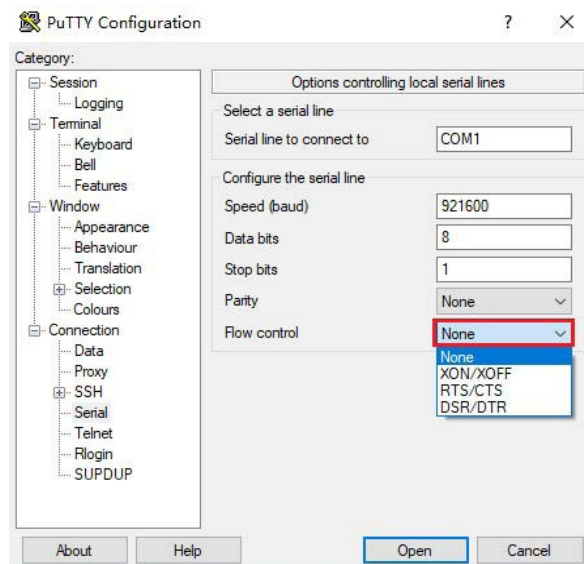 PuTTY Configuration
?
Category:
Session
Logging
Terminal
Keyboard
Bell
Features
Window
Appearance
Behaviour
Translation
Selection
Colours
Connection
Data
Proxy
SSH
Serial
Telnet
Rlogin
SUPDUP
Options controlling local serial lines
Select a serial line
Serial line to connect to COM1
Configure the serial line
Speed (baud) 921600
Data bits 8
Stop bits 1
Parity None
Flow control None
None
XON/XOFF
RTS/CTS
DSR/DTR
About Help Open Cancel